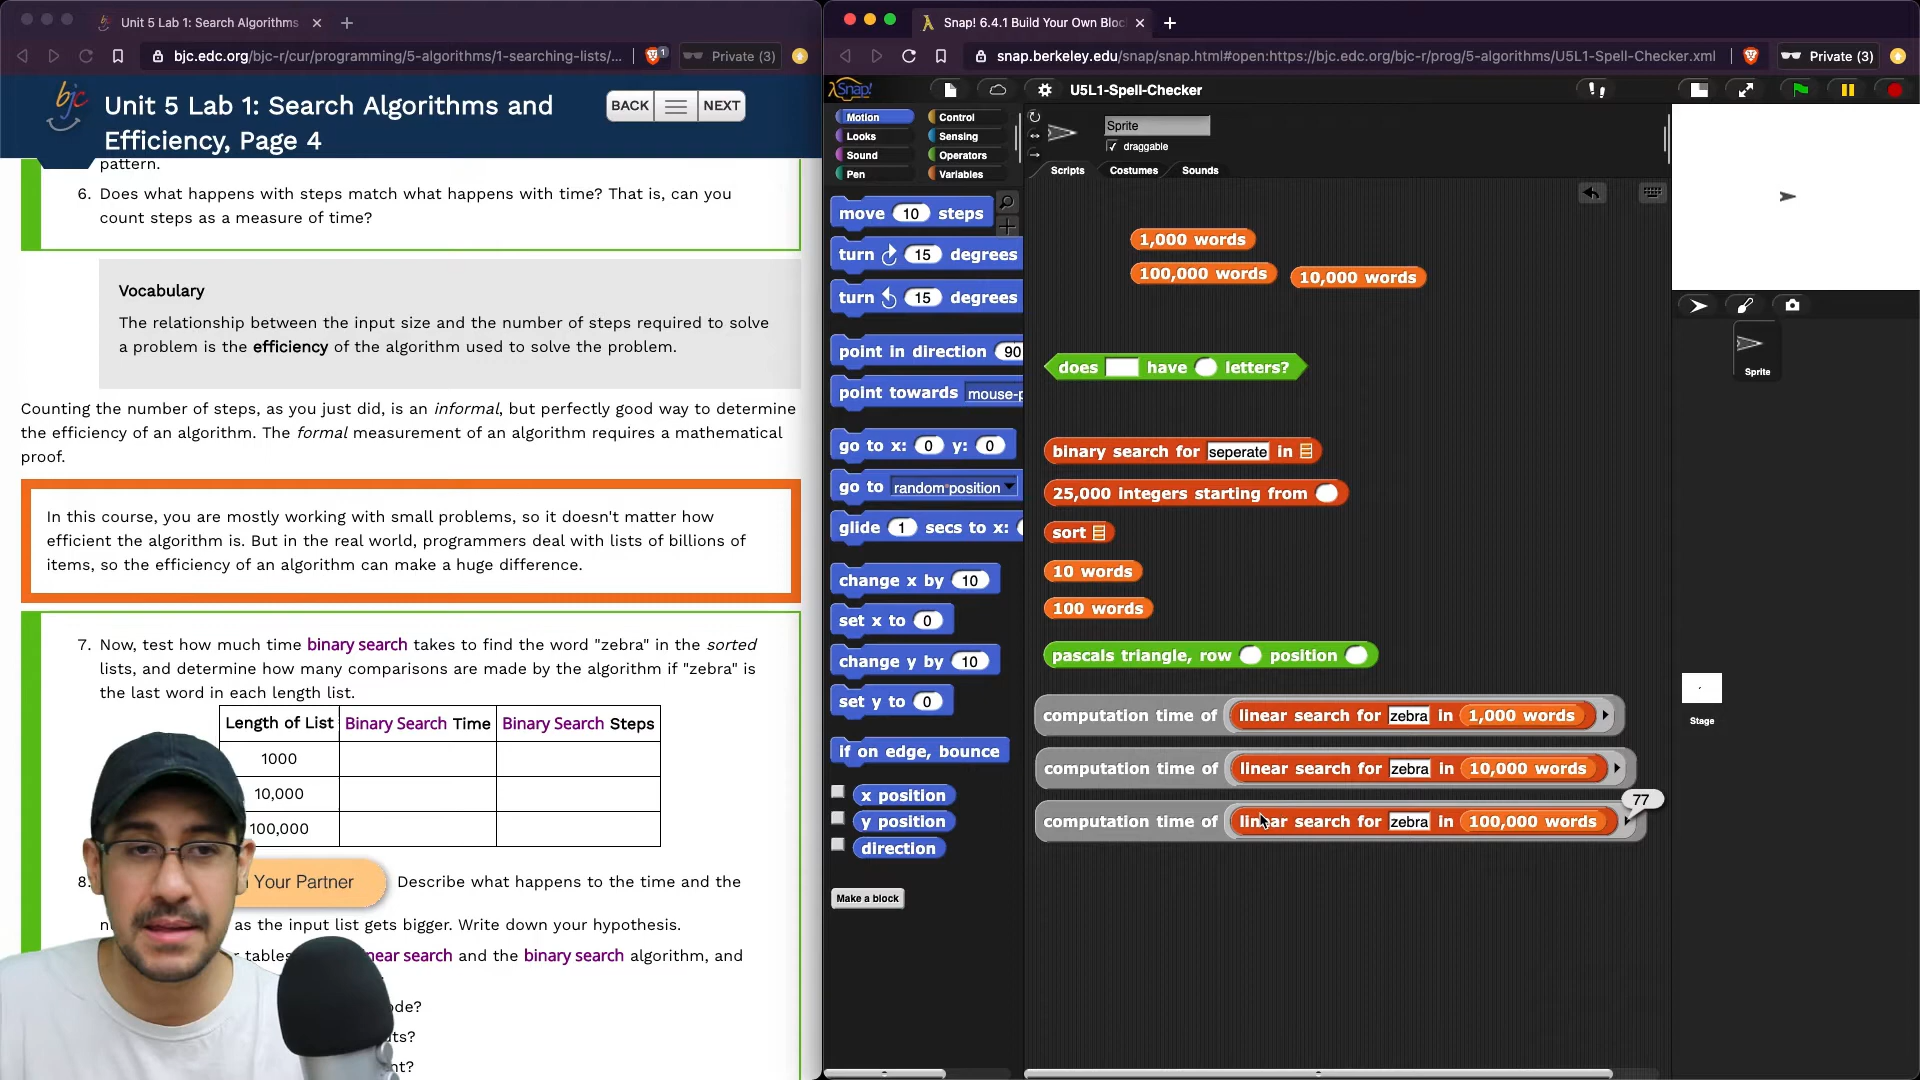 Unit 5 Lab 1: Search Algorithms
bjc.edc.org/bjc-r/cur/programming/5-algorithms/1-searching-lists/...
1
Private (3)
bjc
Unit 5 Lab 1: Search Algorithms and
Efficiency, Page 4
BACK
NEXT
pattern.
6. Does what happens with steps match what happens with time? That is, can you
count steps as a measure of time?
Vocabulary
The relationship between the input size and the number of steps required to solve
a problem is the efficiency of the algorithm used to solve the problem.
Counting the number of steps, as you just did, is an informal, but perfectly good way to determine
the efficiency of an algorithm. The formal measurement of an algorithm requires a mathematical
proof.
In this course, you are mostly working with small problems, so it doesn't matter how
efficient the algorithm is. But in the real world, programmers deal with lists of billions of
items, so the efficiency of an algorithm can make a huge difference.
7. Now, test how much time binary search takes to find the word "zebra" in the sorted
lists, and determine how many comparisons are made by the algorithm if "zebra" is
the last word in each length list.
Length of List Binary Search Time Binary Search Steps
1000
10,000
100,000
8. Your Partner Describe what happens to the time and the
as the input list gets bigger. Write down your hypothesis.
search and the binary search algorithm, and
Snap! 6.4.1 Build Your Own Bloc
snap.berkeley.edu/snap/snap.html#open:https://bjc.edc.org/bjc-r/prog/5-algorithms/U5L1-Spell-Checker.xml
Private (3)
Snap!
U5L1-Spell-Checker
Motion
Control
Looks
Sensing
Sound
Operators
Pen
Variables
Sprite
draggable
Scripts
Costumes
Sounds
move 10 steps
turn 15 degrees
turn 15 degrees
point in direction 90
point towards mouse-p
go to x: 0 y: 0
go to random position
glide 1 secs to x:
change x by 10
set x to 0
change y by 10
set y to 0
if on edge, bounce
x position
y position
direction
Make a block
1,000 words
100,000 words
10,000 words
does have letters?
binary search for seperate in
25,000 integers starting from
sort
10 words
100 words
pascals triangle, row position
computation time of linear search for zebra in 1,000 words
computation time of linear search for zebra in 10,000 words
77
computation time of linear search for zebra in 100,000 words
Sprite
Stage